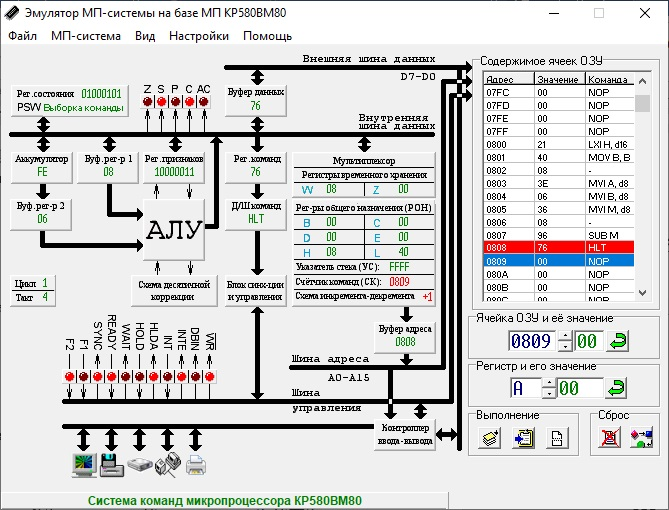 Эмулятор МП-системы на базе МП КР580ВМ80
Файл МП-система Вид Настройки Помощь
Внешняя шина данных
D7-D0
Рег.состояния 01000101
PSW Выборка команды
Z S P C AC
Буфер данных
76
Внутренняя
шина данных
Аккумулятор
FE
Буф.рег-р 1
08
Рег.признаков
10000011
Рег.команд
76
Мультиплексор
Регистры временного хранения
W 08 Z 00
Буф.рег-р 2
06
АЛУ
Д/Ш команд
HLT
Рег-ры общего назначения (РОН)
B 00 C 00
D 00 E 00
H 08 L 40
Указатель стека (УС): FFFF
Счётчик команд (СК): 0809
Схема инкремента-декремента +1
Цикл 1
Такт 4
Схема десятичной
коррекции
Блок синх-ции
и управления
Буфер адреса
0808
F2 F1 SYNC READY WAIT HOLD HLDA INT INTE DBIN WR
Шина адреса
A0-A15
Шина
управления
Контроллер
ввода-вывода
Содержимое ячеек ОЗУ
Адрес Значение Команда
07FC 00 NOP
07FD 00 NOP
07FE 00 NOP
07FF 00 NOP
0800 21 LXI H, d16
0801 40 MOV B, B
0802 08 -
0803 3E MVI A, d8
0804 06 MVI B, d8
0805 36 MVI M, d8
0806 08 -
0807 96 SUB M
0808 76 HLT
0809 00 NOP
080A 00 NOP
080B 00 NOP
080C 00 NOP
Ячейка ОЗУ и её значение
0809 00
Регистр и его значение
A 00
Выполнение
Сброс
Система команд микропроцессора КР580ВМ80